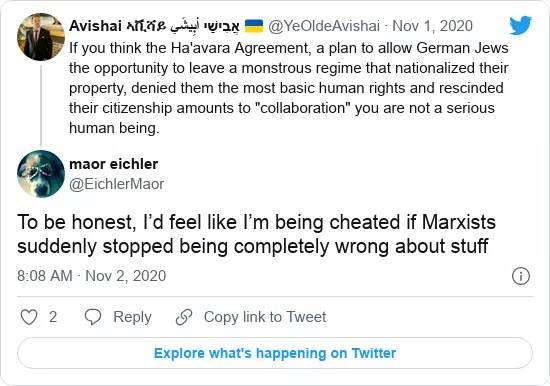 Avishai አቪሻይ أَبِيشَي אֲבִישַׁי 🇺🇦 @YeOldeAvishai · Nov 1, 2020
If you think the Ha'avara Agreement, a plan to allow German Jews
the opportunity to leave a monstrous regime that nationalized their
property, denied them the most basic human rights and rescinded
their citizenship amounts to "collaboration" you are not a serious
human being.
maor eichler
@EichlerMaor
To be honest, I’d feel like I’m being cheated if Marxists
suddenly stopped being completely wrong about stuff
8:08 AM · Nov 2, 2020
2 Reply Copy link to Tweet
Explore what's happening on Twitter